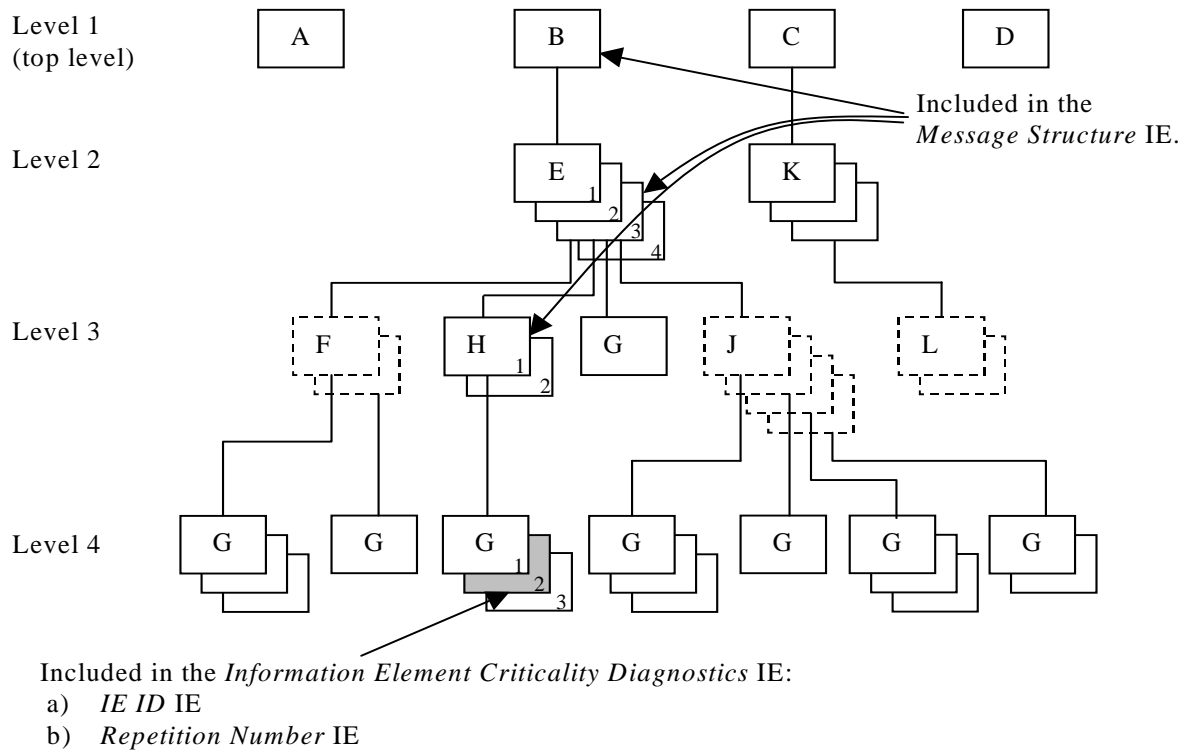 Level 1
(top level)
A
B
C
D
Included in the
Message Structure IE.
Level 2
E
1
2
3
4
K
Level 3
F
H
1
2
G
J
L
Level 4
G
G
G
1
2
3
G
G
G
G
Included in the Information Element Criticality Diagnostics IE:
a) IE ID IE
b) Repetition Number IE